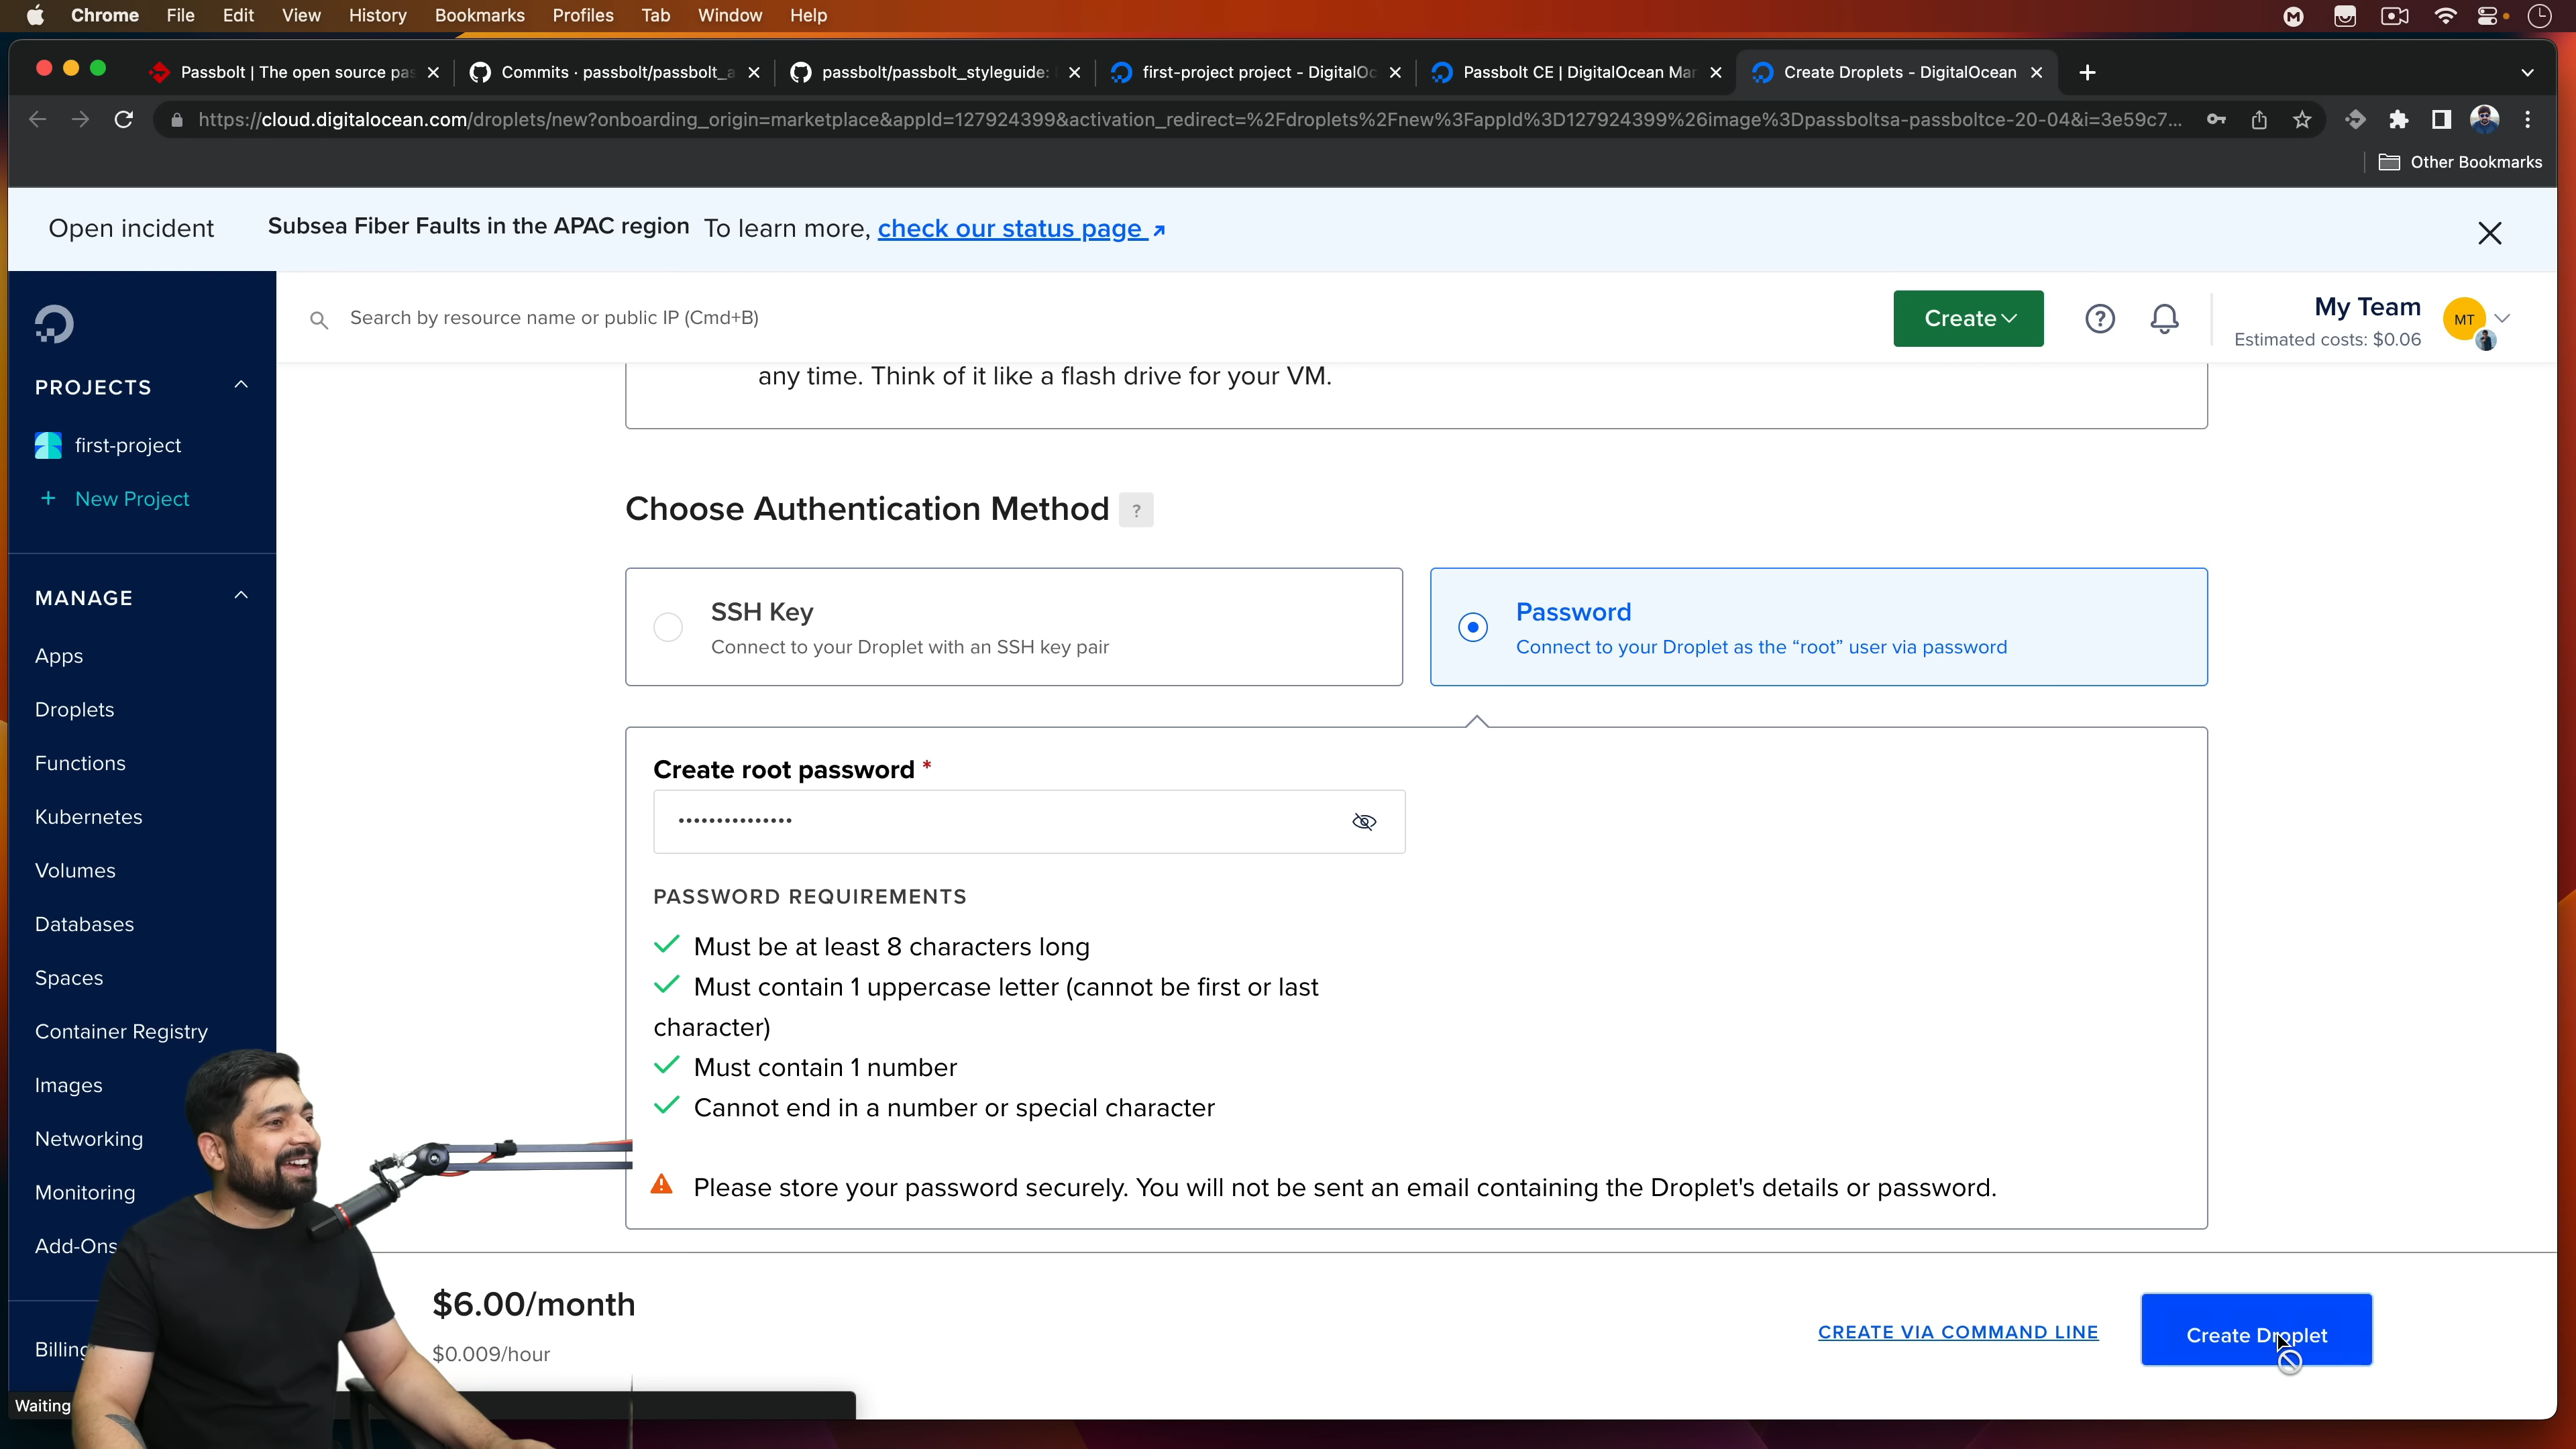 Chrome File Edit View History Bookmarks Profiles Tab Window Help
Passbolt | The open source pas
Commits · passbolt/passbolt_a
passbolt/passbolt_styleguide:
first-project project - DigitalOc
Passbolt CE | DigitalOcean Mar
Create Droplets - DigitalOcean
https://cloud.digitalocean.com/droplets/new?onboarding_origin=marketplace&appId=127924399&activation_redirect=%2Fdroplets%2Fnew%3FappId%3D127924399%26image%3Dpassboltsa-passboltce-20-04&i=3e59c7...
Other Bookmarks
Open incident Subsea Fiber Faults in the APAC region To learn more, check our status page
Search by resource name or public IP (Cmd+B)
Create
?
My Team
Estimated costs: $0.06
MT
PROJECTS
first-project
+ New Project
MANAGE
Apps
Droplets
Functions
Kubernetes
Volumes
Databases
Spaces
Container Registry
Images
Networking
Monitoring
Add-Ons
Billing
Waiting
any time. Think of it like a flash drive for your VM.
Choose Authentication Method ?
SSH Key
Connect to your Droplet with an SSH key pair
Password
Connect to your Droplet as the “root” user via password
Create root password *
•••••••••••••••
PASSWORD REQUIREMENTS
Must be at least 8 characters long
Must contain 1 uppercase letter (cannot be first or last
character)
Must contain 1 number
Cannot end in a number or special character
Please store your password securely. You will not be sent an email containing the Droplet's details or password.
$6.00/month
$0.009/hour
CREATE VIA COMMAND LINE
Create Droplet